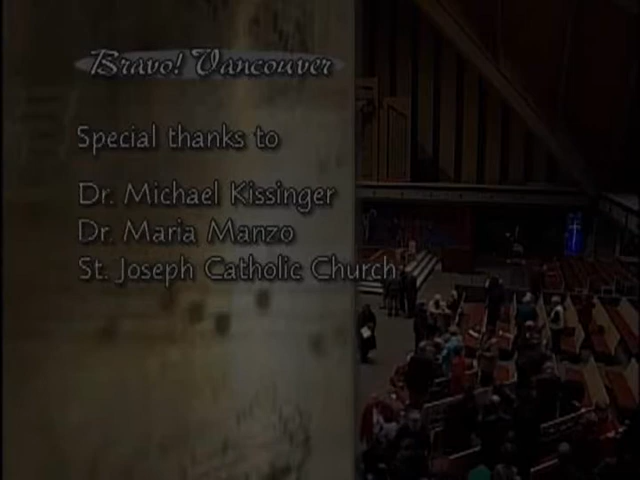 Bravo! Vancouver
Special thanks to
Dr. Michael Kissinger
Dr. Maria Manzo
St. Joseph Catholic Church